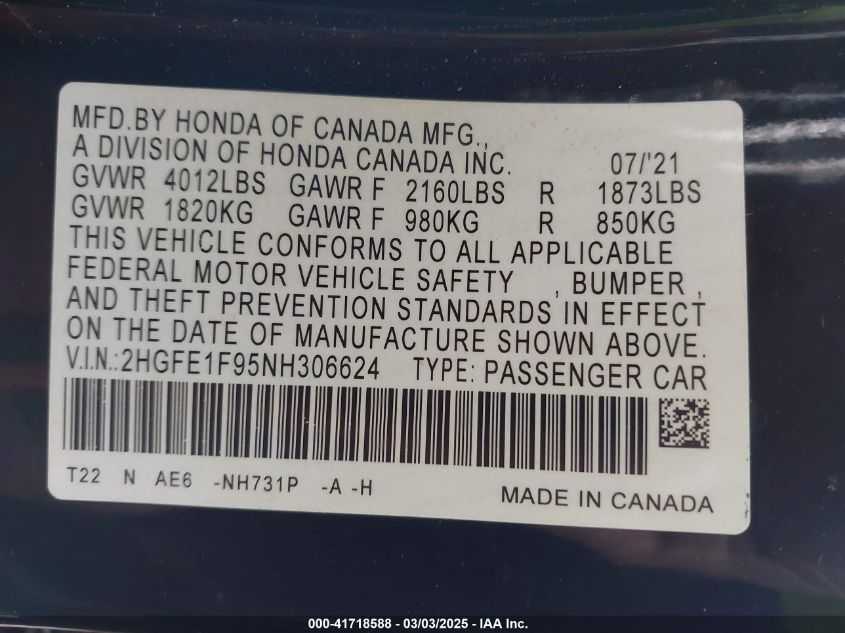 MFD.BY HONDA OF CANADA MFG.,
A DIVISION OF HONDA CANADA INC. 07/'21
GVWR 4012LBS GAWR F 2160LBS R 1873LBS
GVWR 1820KG GAWR F 980KG R 850KG
THIS VEHICLE CONFORMS TO ALL APPLICABLE
FEDERAL MOTOR VEHICLE SAFETY , BUMPER ,
AND THEFT PREVENTION STANDARDS IN EFFECT
ON THE DATE OF MANUFACTURE SHOWN ABOVE.
V.I.N.:2HGFE1F95NH306624 TYPE:PASSENGER CAR
T22 N AE6 -NH731P -A -H
MADE IN CANADA
000-41718588 - 03/03/2025 - IAA Inc.